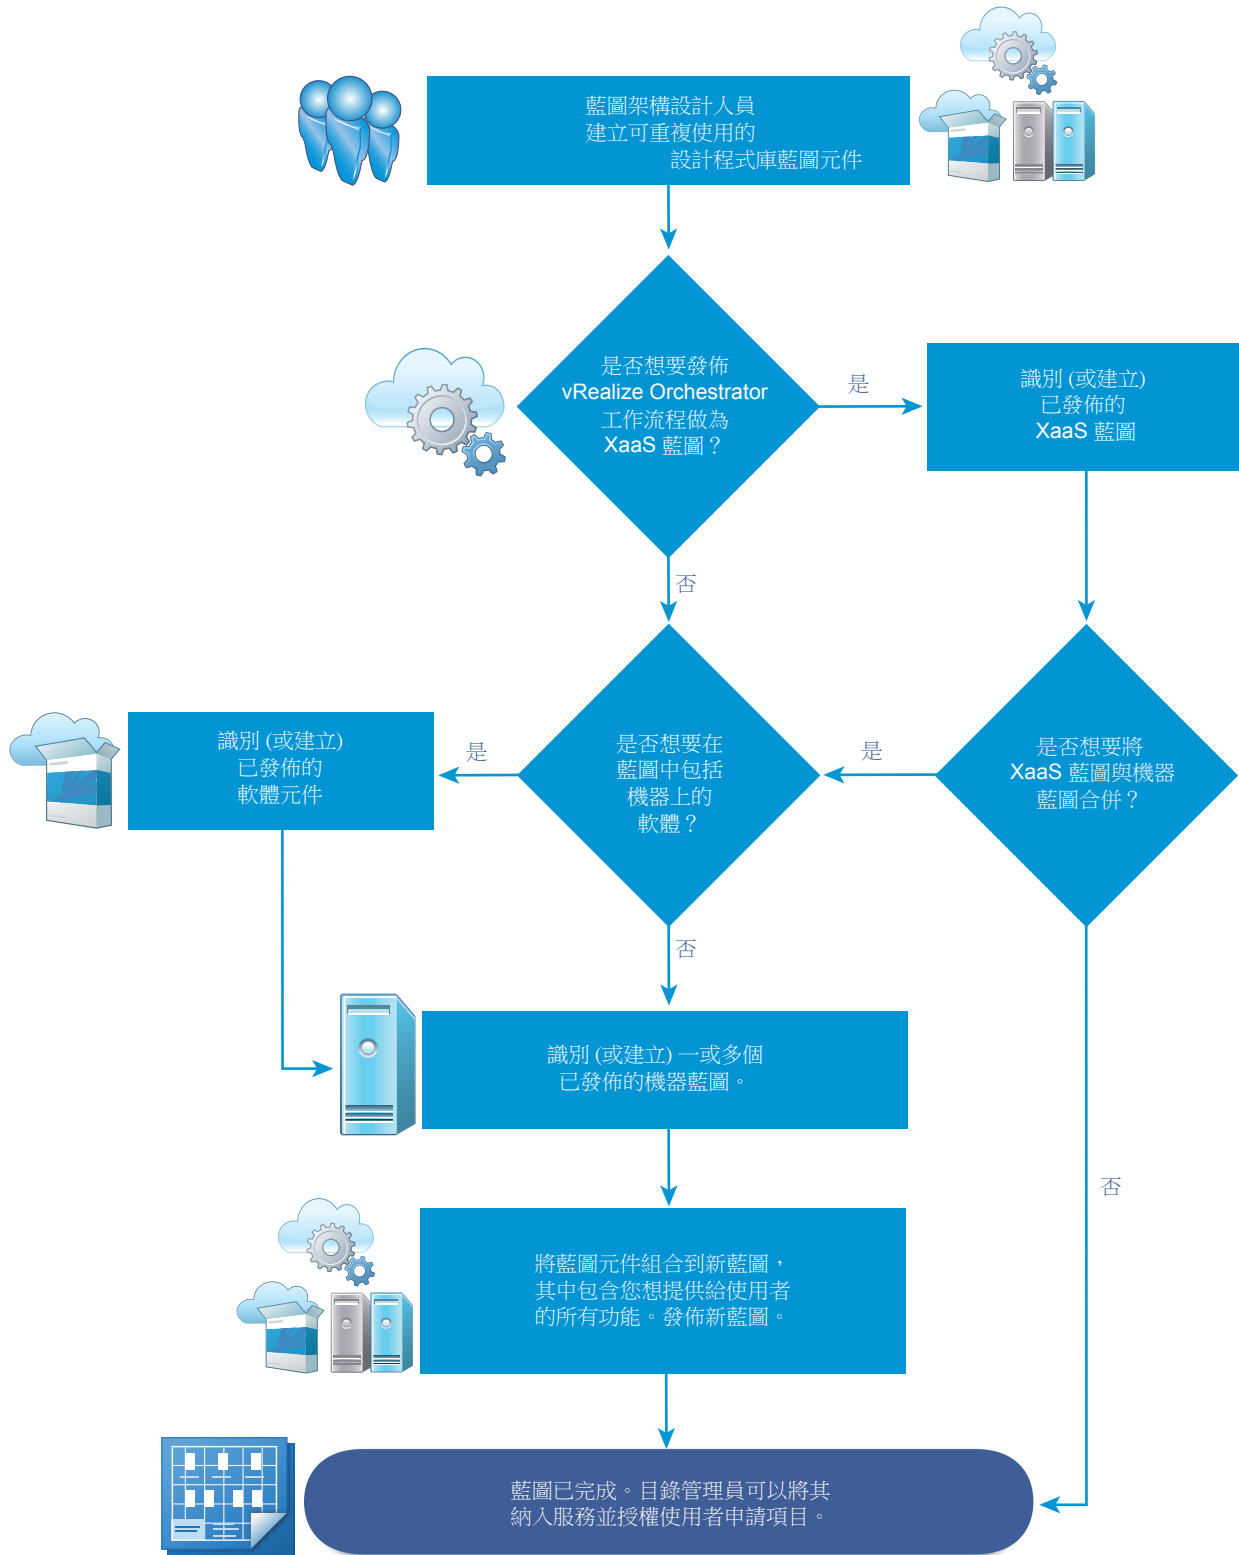 藍圖架構設計人員
建立可重複使用的
設計程式庫藍圖元件
是否想要發佈
vRealize Orchestrator
工作流程做為
XaaS 藍圖？
是
識別 (或建立)
已發佈的
XaaS 藍圖
否
識別 (或建立)
已發佈的
軟體元件
是
是否想要在
藍圖中包括
機器上的
軟體？
是
是否想要將
XaaS 藍圖與機器
藍圖合併？
否
識別 (或建立) 一或多個
已發佈的機器藍圖。
否
將藍圖元件組合到新藍圖，
其中包含您想提供給使用者
的所有功能。發佈新藍圖。
藍圖已完成。目錄管理員可以將其
納入服務並授權使用者申請項目。